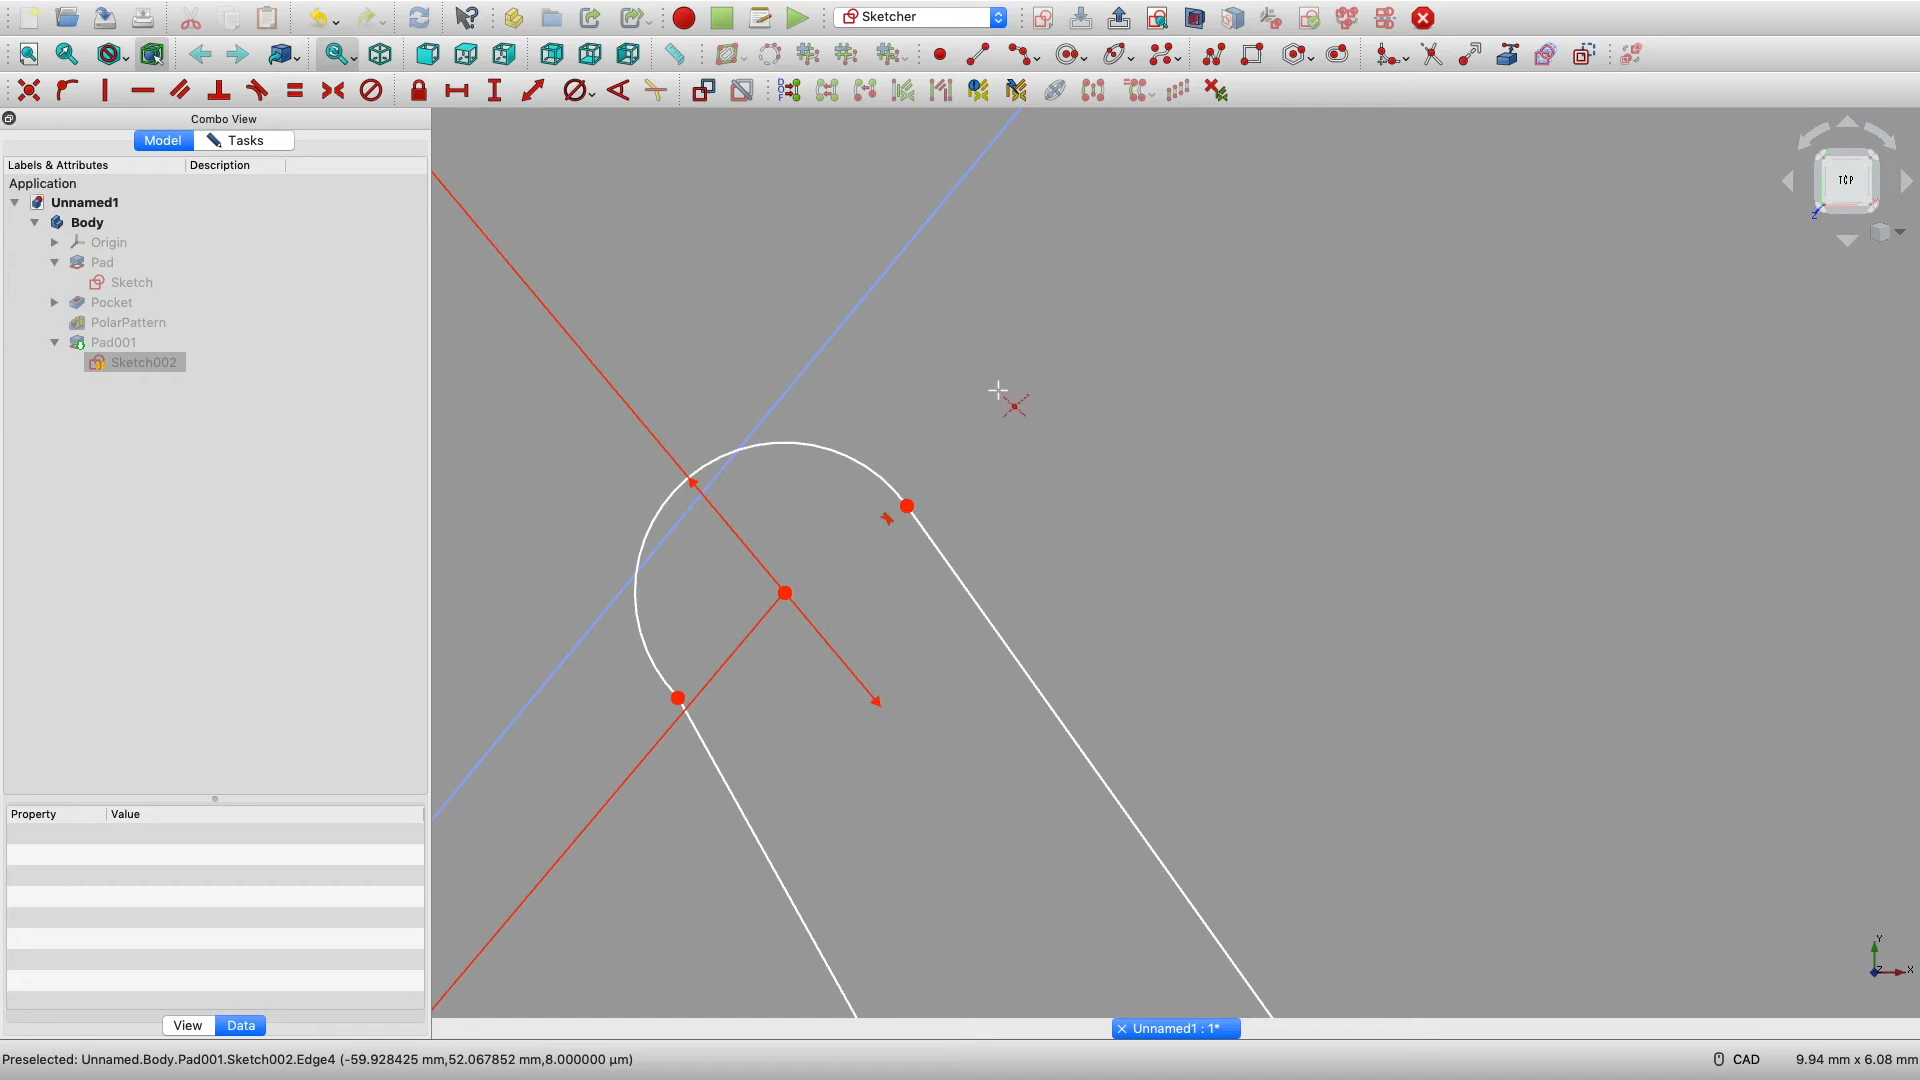 Sketcher
Combo View
Model
Tasks
Labels & Attributes
Description
Application
Unnamed1
Body
Origin
Pad
Sketch
Pocket
PolarPattern
Pad001
Sketch002
TOP
Z
Property
Value
View
Data
Y
Z
X
Unnamed1 : 1*
Preselected: Unnamed.Body.Pad001.Sketch002.Edge4 (-59.928425 mm,52.067852 mm,8.000000 µm)
CAD
9.94 mm x 6.08 mm